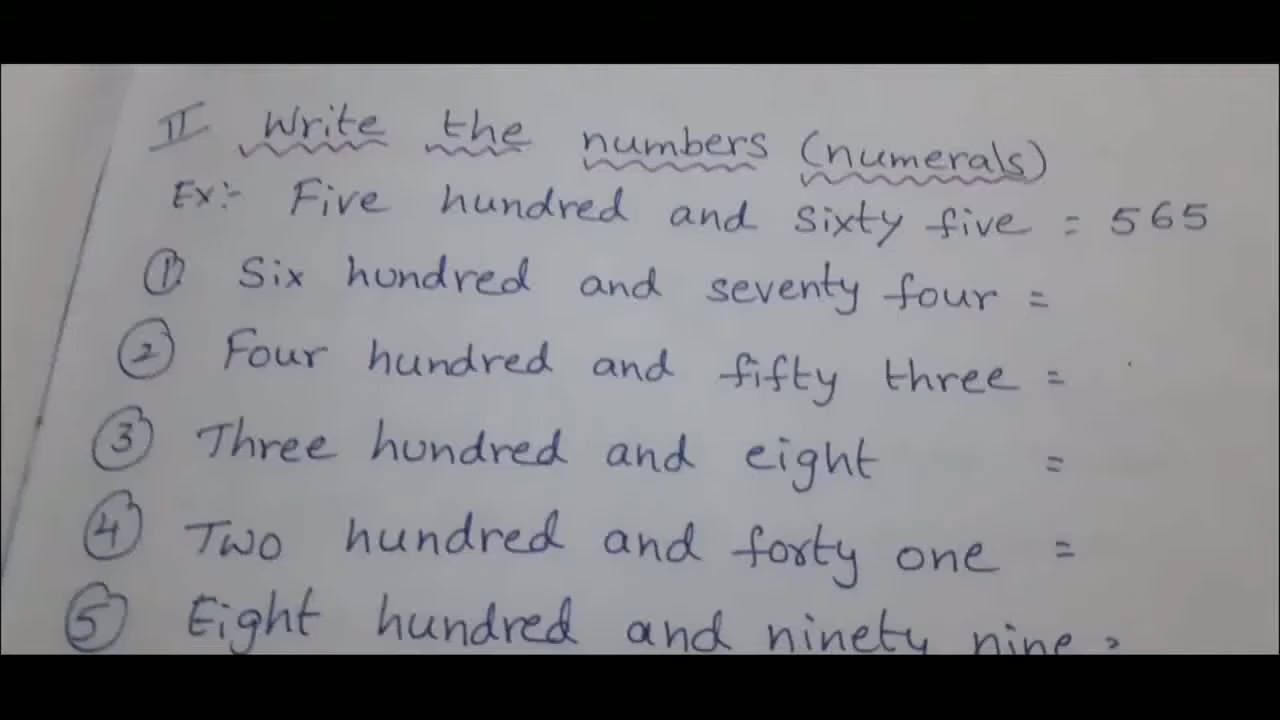 II Write the numbers (numerals)
Ex:- Five hundred and sixty five = 565
① Six hundred and seventy four =
② Four hundred and fifty three =
③ Three hundred and eight =
④ Two hundred and forty one =
⑤ Eight hundred and ninety nine =